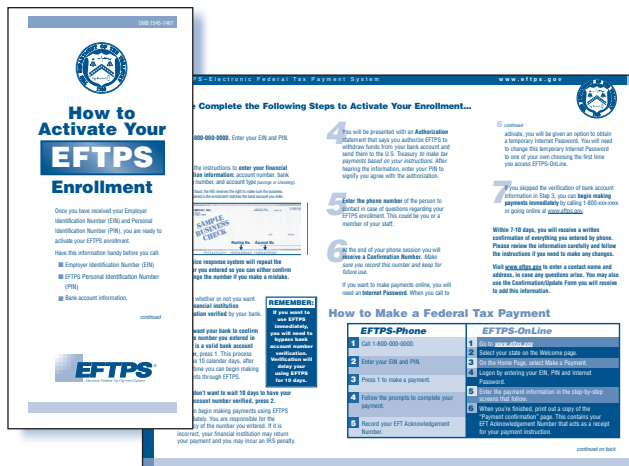 OMB 1545-1467
How to
Activate Your
EFTPS
Enrollment
Once you have received your Employer
Identification Number (EIN) and Personal
Identification Number (PIN), you are ready to
activate your EFTPS enrollment.
Have this information handy before you call
Employer Identification Number (EIN)
EFTPS Personal Identification Number
(PIN)
Bank account information.
continued
EFTPS
Electronic Federal Tax Payment System
PS–Electronic Federal Tax Payment System
www.eftps.gov
e Complete the Following Steps to Activate Your Enrollment...
800-000-0000. Enter your EIN and PIN.
the instructions to enter your financial
tion information: account number, bank
number, and account type (savings or checking).
based in the enrollment matches the bank account you order.
SAMPLE
BUSINESS
CHECK
Routing No. Account No.
ice response system will repeat the
r you entered so you can either confirm
nge the number if you make a mistake.
whether or not you want
financial institution
ation verified by your bank.
want your bank to confirm
e number you entered in
is a valid bank account
r, press 1. This process
e 10 calendar days, after
time you can begin making
nts through EFTPS.
don't want to wait 10 days to have your
ccount number verified, press 2.
n begin making payments using EFTPS
ately. You are responsible for the
y of the number you entered. If it is
incorrect, your financial institution may return
your payment and you may incur an IRS penalty.
REMEMBER:
If you want to
use EFTPS
immediately,
you will need to
bypass bank
account number
verification.
Verification will
delay your
using EFTPS
for 10 days.
4
You will be presented with an Authorization
statement that says you authorize EFTPS to
withdraw funds from your bank account and
send them to the U.S. Treasury to make tax
payments based on your instructions. After
hearing the information, enter your PIN to
signify you agree with the authorization.
5
Enter the phone number of the person to
contact in case of questions regarding your
EFTPS enrollment. This could be you or a
member of your staff.
6
At the end of your phone session you will
receive a Confirmation Number. Make
sure you record this number and keep for
future use.
If you want to make payments online, you will
need an Internet Password. When you call to
6 continued
activate, you will be given an option to obtain
a temporary Internet Password. You will need
to change this temporary Internet Password
to one of your own choosing the first time
you access EFTPS-OnLine.
7
If you skipped the verification of bank account
information in Step 3, you can begin making
payments immediately by calling 1-800-xxx-xxxx
or going online at www.eftps.gov.
Within 7-10 days, you will receive a written
confirmation of everything you entered by phone.
Please review the information carefully and follow
the instructions if you need to make any changes.
Visit www.eftps.gov to enter a contact name and
address, in case any questions arise. You may also
use the Confirmation/Update Form you will receive
to add this information.
How to Make a Federal Tax Payment
EFTPS-Phone
1 Call 1-800-000-0000.
2 Enter your EIN and PIN.
3 Press 1 to make a payment.
4 Follow the prompts to complete your
payment.
5 Record your EFT Acknowledgement
Number.
EFTPS-OnLine
1 Go to www.eftps.gov
2 Select your state on the Welcome page.
3 On the Home Page, select Make a Payment.
4 Logon by entering your EIN, PIN and Internet
Password.
5 Enter the payment information in the step-by-step
screens that follow.
6 When you're finished, print out a copy of the
"Payment confirmation" page. This contains your
EFT Acknowledgement Number that acts as a receipt
for your payment instruction.
continued on back